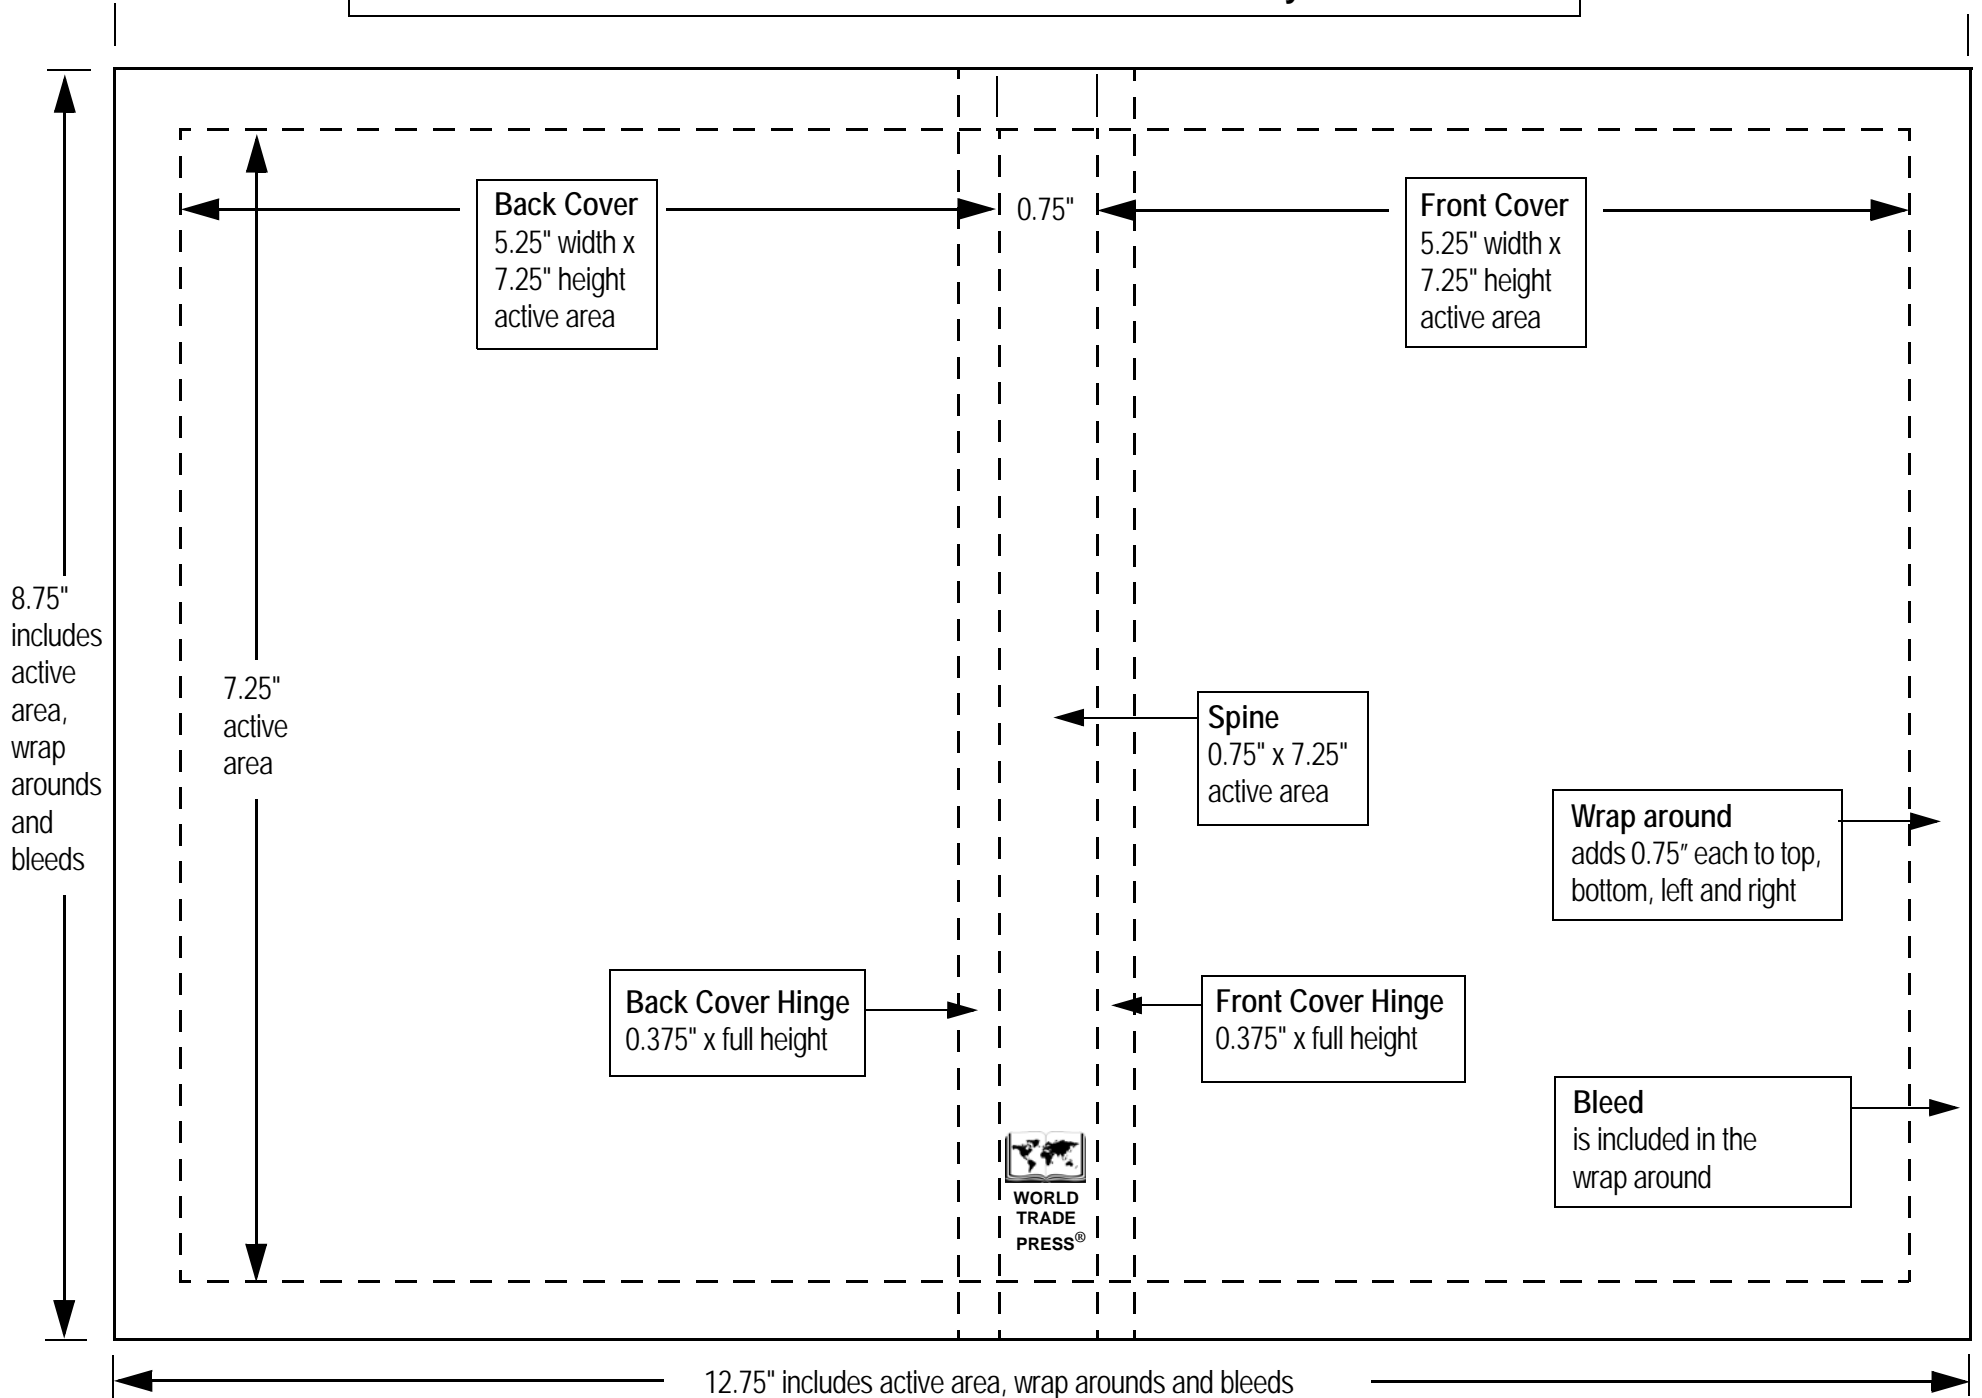 Back Cover
5.25" width x
7.25" height
active area
0.75"
Front Cover
5.25" width x
7.25" height
active area
8.75"
includes
active
area,
wrap
arounds
and
bleeds
7.25"
active
area
Spine
0.75" x 7.25"
active area
Wrap around
adds 0.75″ each to top,
bottom, left and right
Back Cover Hinge
0.375" x full height
Front Cover Hinge
0.375" x full height
Bleed
is included in the
wrap around
WORLD
TRADE
PRESS®
12.75" includes active area, wrap arounds and bleeds